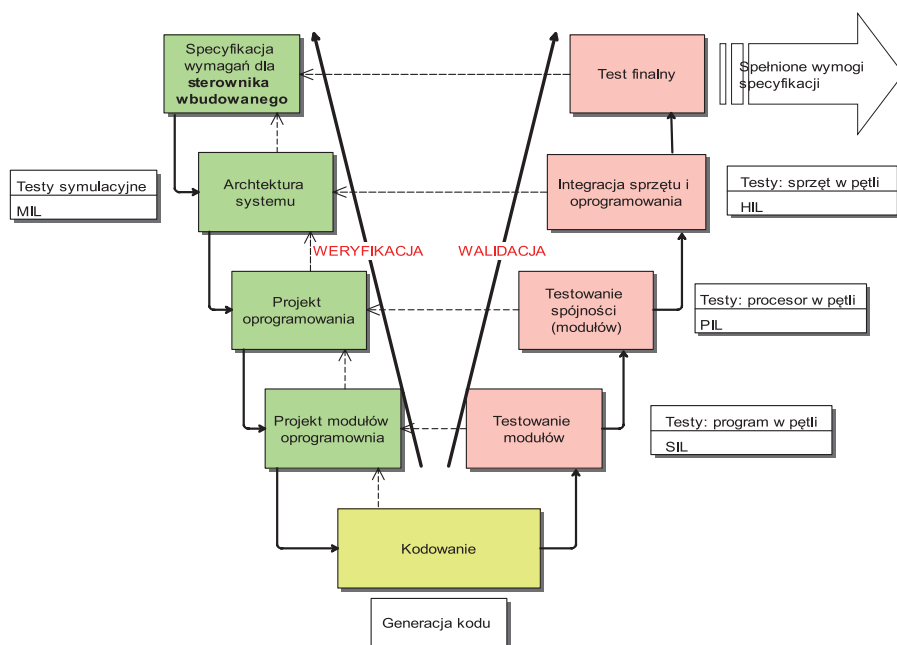 Specyfikacja
wymagań dla
sterownika
wbudowanego
Test finalny
Spełnione wymogi
specyfikacji
Testy symulacyjne
MIL
Archtektura
systemu
Integracja sprzętu i
oprogramowania
Testy: sprzęt w pętli
HIL
WERYFIKACJA
WALIDACJA
Projekt
oprogramowania
Testowanie
spójności
(modułów)
Testy: procesor w pętli
PIL
Projekt modułów
oprogramownia
Testowanie
modułów
Testy: program w pętli
SIL
Kodowanie
Generacja kodu